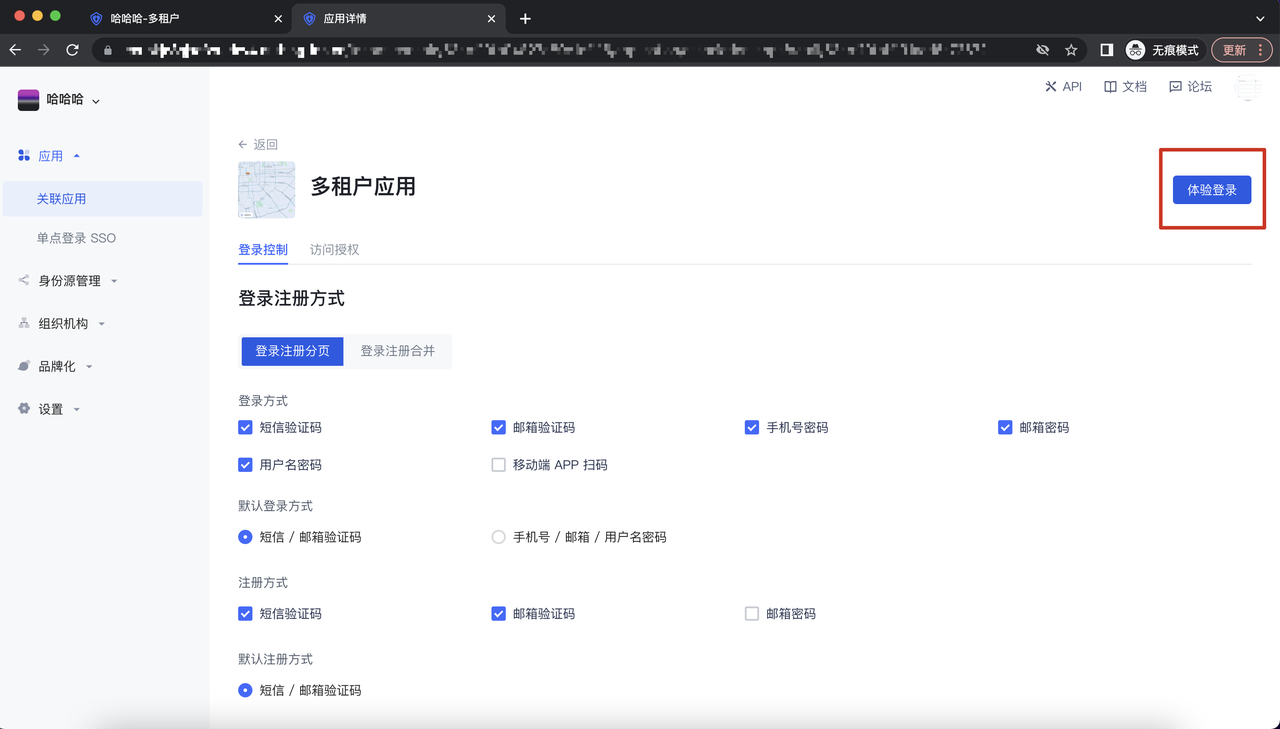 哈哈哈-多租户
应用详情
无痕模式
更新
哈哈哈
API
文档
论坛
应用
关联应用
单点登录 SSO
身份源管理
组织机构
品牌化
设置
返回
多租户应用
体验登录
登录控制
访问授权
登录注册方式
登录注册分页
登录注册合并
登录方式
短信验证码
邮箱验证码
手机号密码
邮箱密码
用户名密码
移动端 APP 扫码
默认登录方式
短信 / 邮箱验证码
手机号 / 邮箱 / 用户名密码
注册方式
短信验证码
邮箱验证码
邮箱密码
默认注册方式
短信 / 邮箱验证码